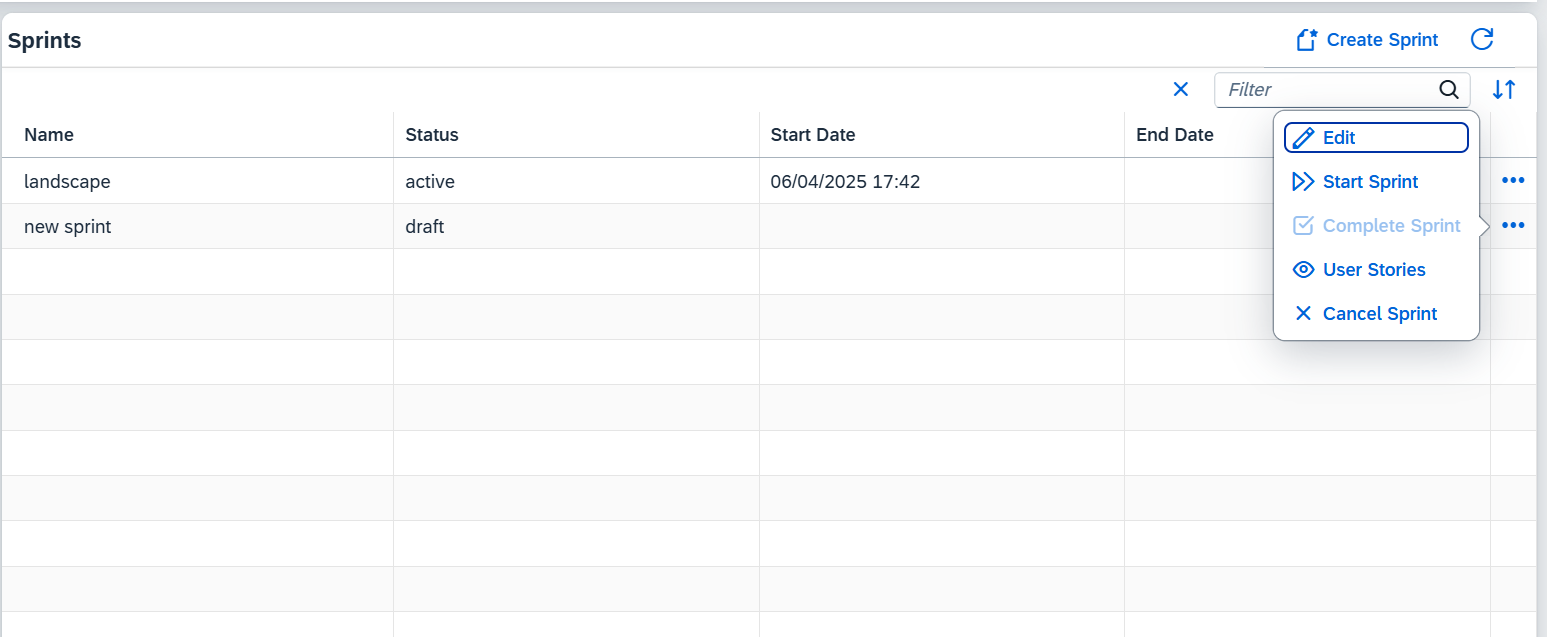 Sprints
Create Sprint
Filter
Name Status Start Date End Date
Edit
landscape active 06/04/2025 17:42
Start Sprint
new sprint draft
Complete Sprint
User Stories
Cancel Sprint